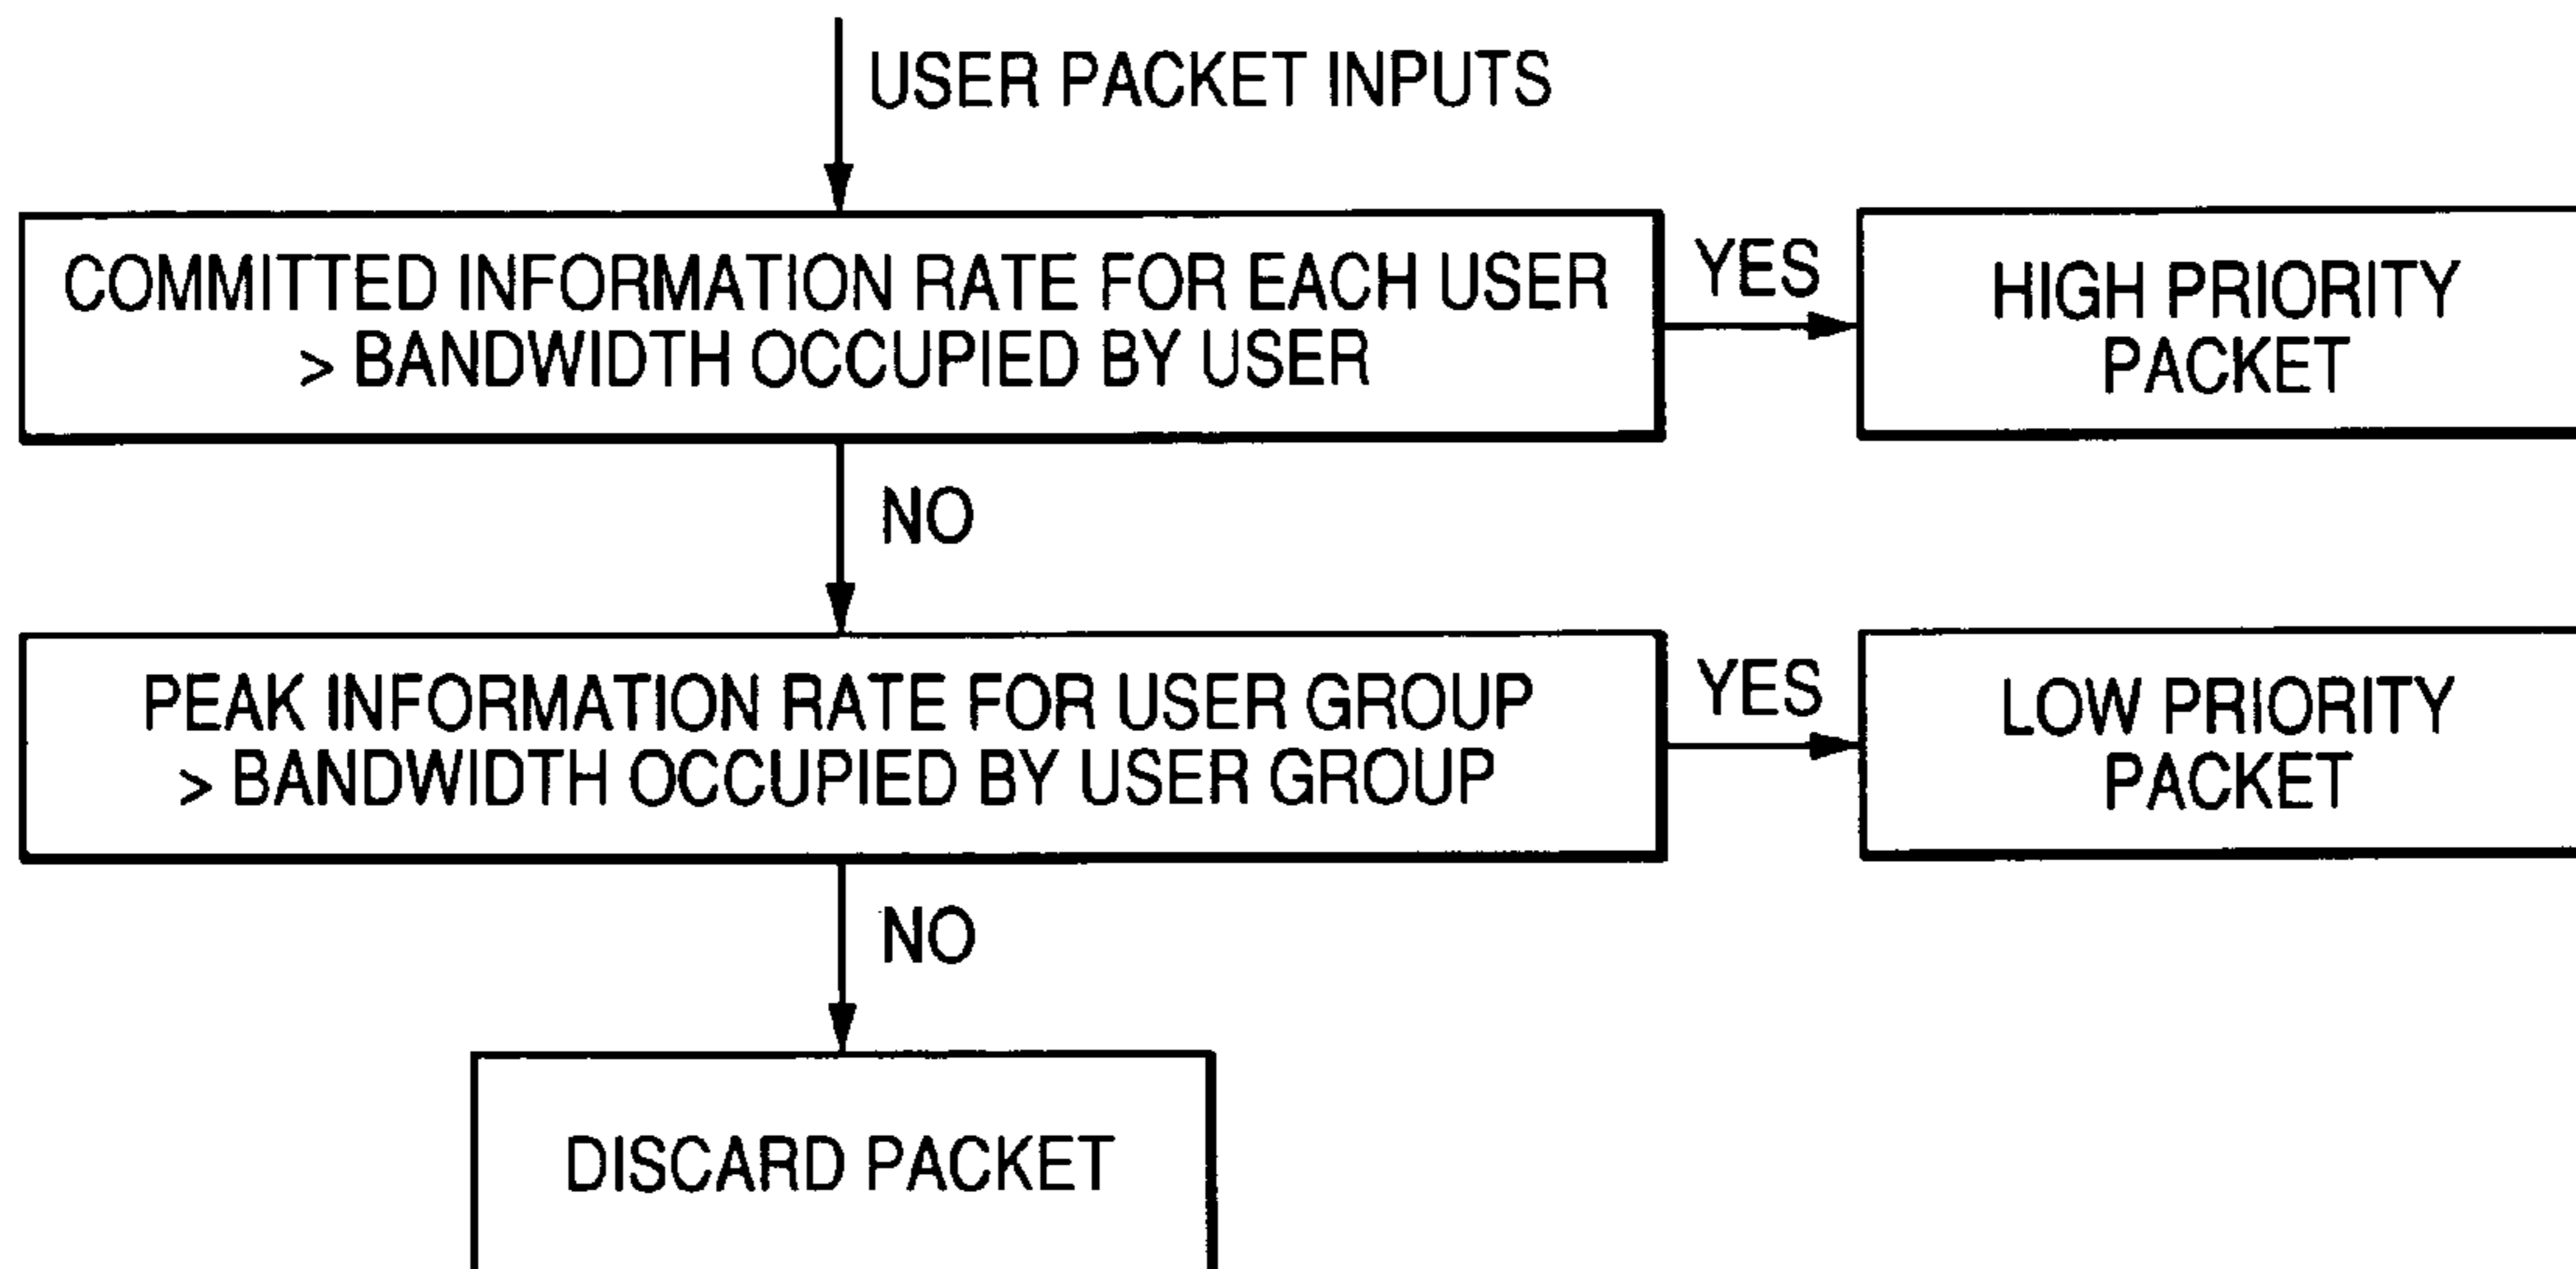 USER PACKET INPUTS
COMMITTED INFORMATION RATE FOR EACH USER
> BANDWIDTH OCCUPIED BY USER
YES
HIGH PRIORITY
PACKET
NO
PEAK INFORMATION RATE FOR USER GROUP
> BANDWIDTH OCCUPIED BY USER GROUP
YES
LOW PRIORITY
PACKET
NO
DISCARD PACKET